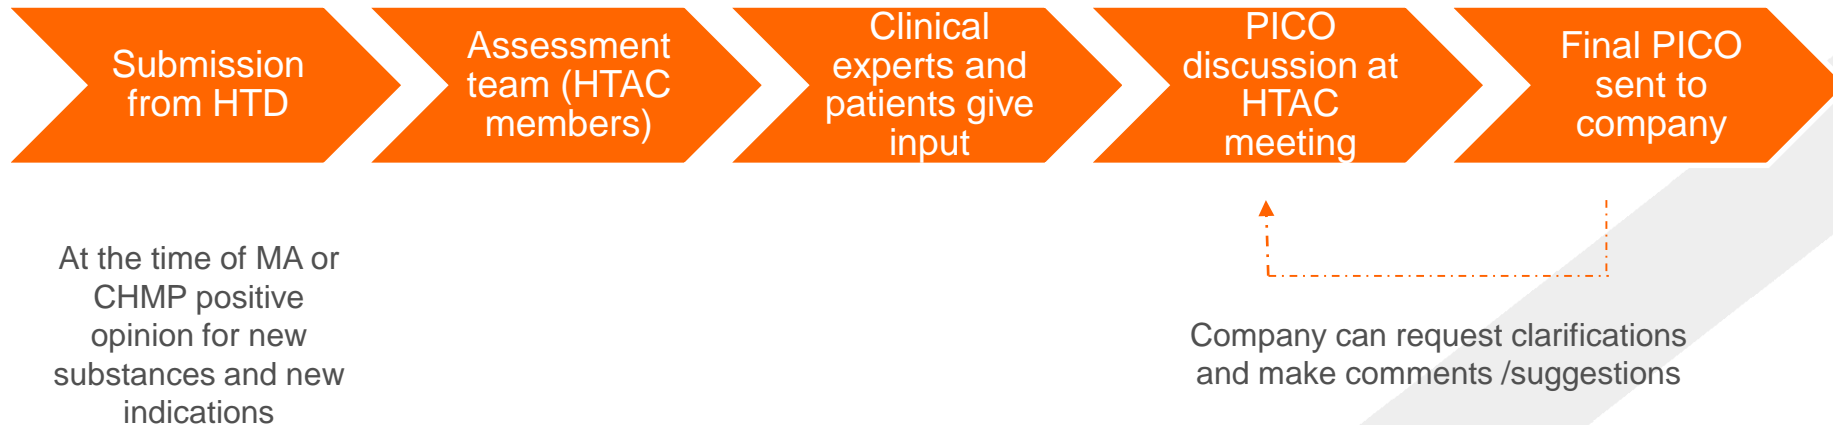 Submission
from HTD
Assessment
team (HTAC
members)
Clinical
experts and
patients give
input
PICO
discussion at
HTAC
meeting
Final PICO
sent to
company
At the time of MA or
CHMP positive
opinion for new
substances and new
indications
Company can request clarifications
and make comments /suggestions